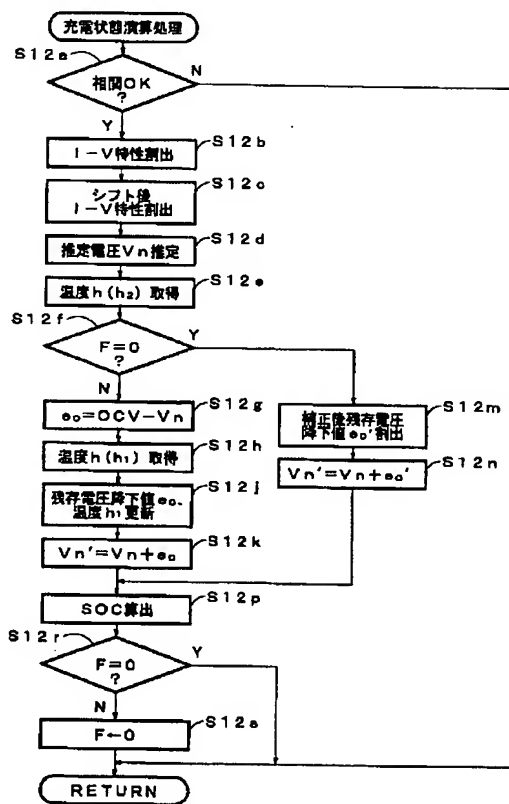 充電状態演算処理
S12a
相関OK
?
N
Y
I-V特性割出
S12b
シフト後
I-V特性割出
S12c
推定電圧Vn推定
S12d
温度h(h₂)取得
S12e
S12f
F=0
?
Y
N
e₀=OCV-Vn
S12g
温度h(h₁)取得
S12h
残存電圧降下値e₀、
温度h₁更新
S12j
Vn'=Vn+e₀
S12k
補正後残存電圧
降下値e₀'割出
S12m
Vn'=Vn+e₀'
S12n
SOC算出
S12p
S12r
F=0
?
Y
N
F←0
S12s
RETURN